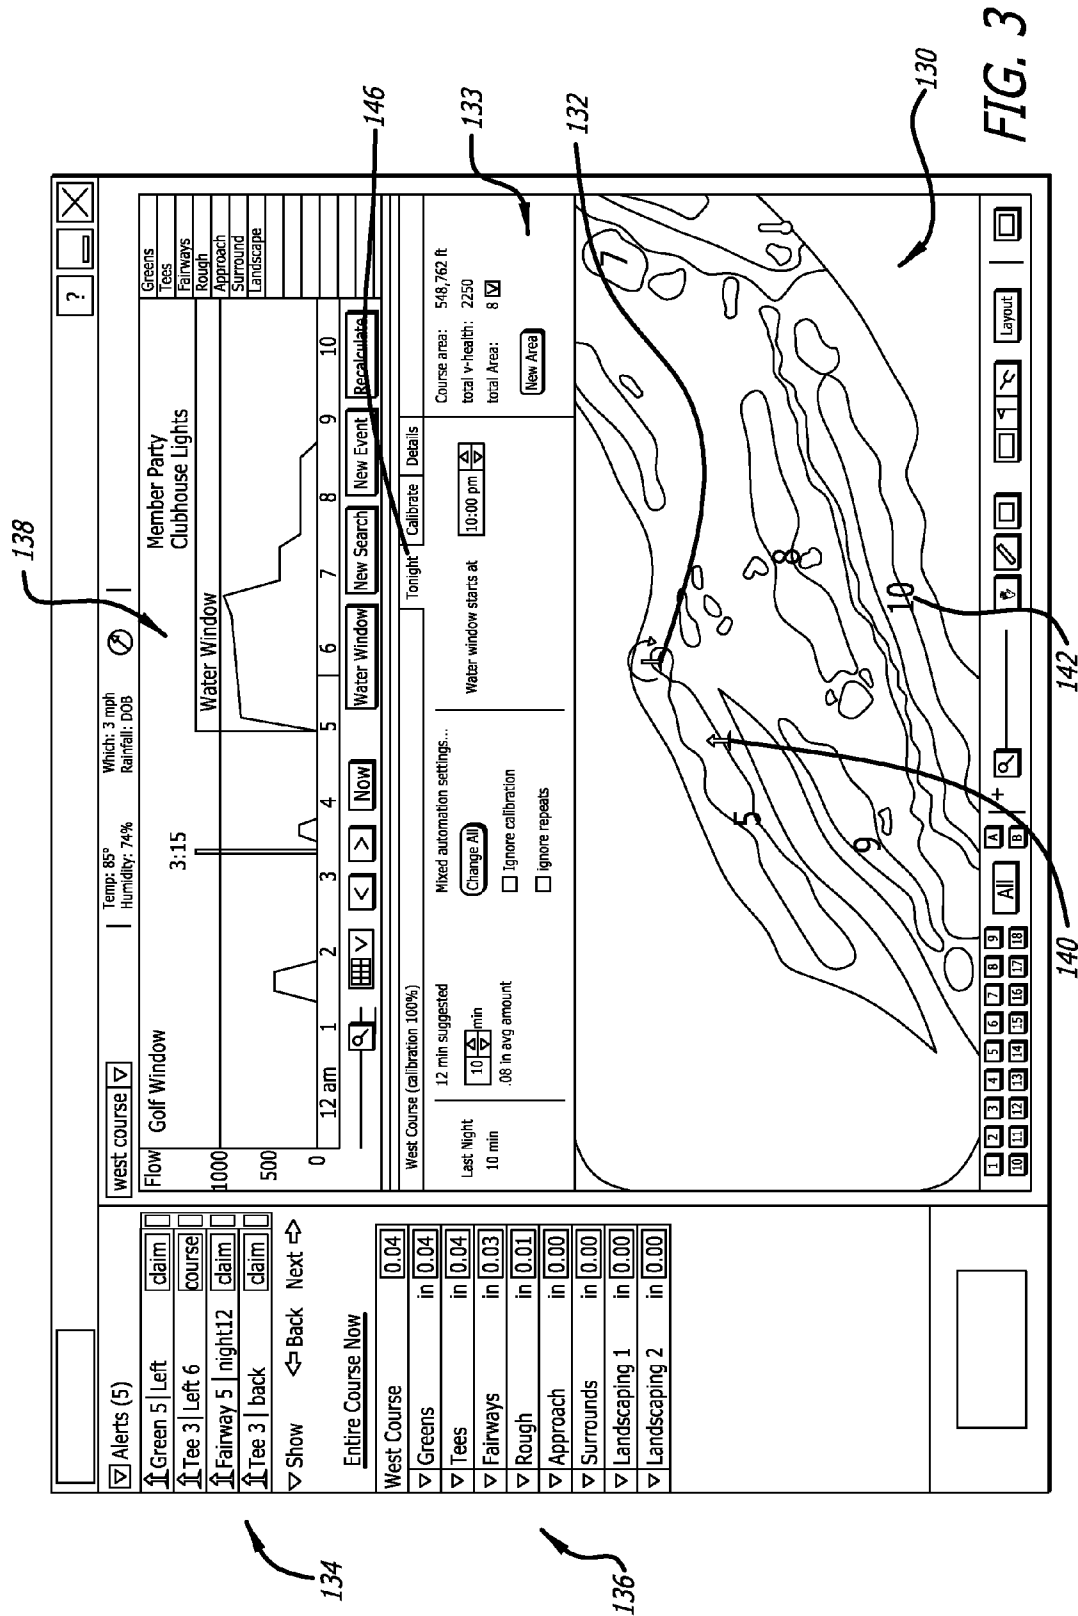 FIG. 3
138
146
133
132
130
134
136
140
142
?
Alerts (5)
Green 5 | Left claim
Tee 3 | Left 6 course
Fairway 5 | night12 claim
Tee 3 | back claim
Show Back Next
Entire Course Now
West Course 0.04
Greens in 0.04
Tees in 0.04
Fairways in 0.03
Rough in 0.01
Approach in 0.00
Surrounds in 0.00
Landscaping 1 in 0.00
Landscaping 2 in 0.00
west course
Temp: 85°
Humidity: 74%
Which: 3 mph
Rainfall: DOB
Flow
Golf Window
3:15
Water Window
Member Party
Clubhouse Lights
Greens
Tees
Fairways
Rough
Approach
Surround
Landscape
1000
500
0
12 am 1 2 3 4 5 6 7 8 9 10
< > Now Water Window New Search New Event Recalculate
West Course (calibration 100%)
Tonight Calibrate Details
Last Night
10 min
12 min suggested
10 min
.08 in avg amount
Mixed automation settings...
Change All
Ignore calibration
ignore repeats
Water window starts at 10:00 pm
Course area: 548,762 ft
total v-health: 2250
total Area: 8
New Area
7
8
5
9
10
1 2 3 4 5 6 7 8 9
10 11 12 13 14 15 16 17 18
All
A
B
+
Layout